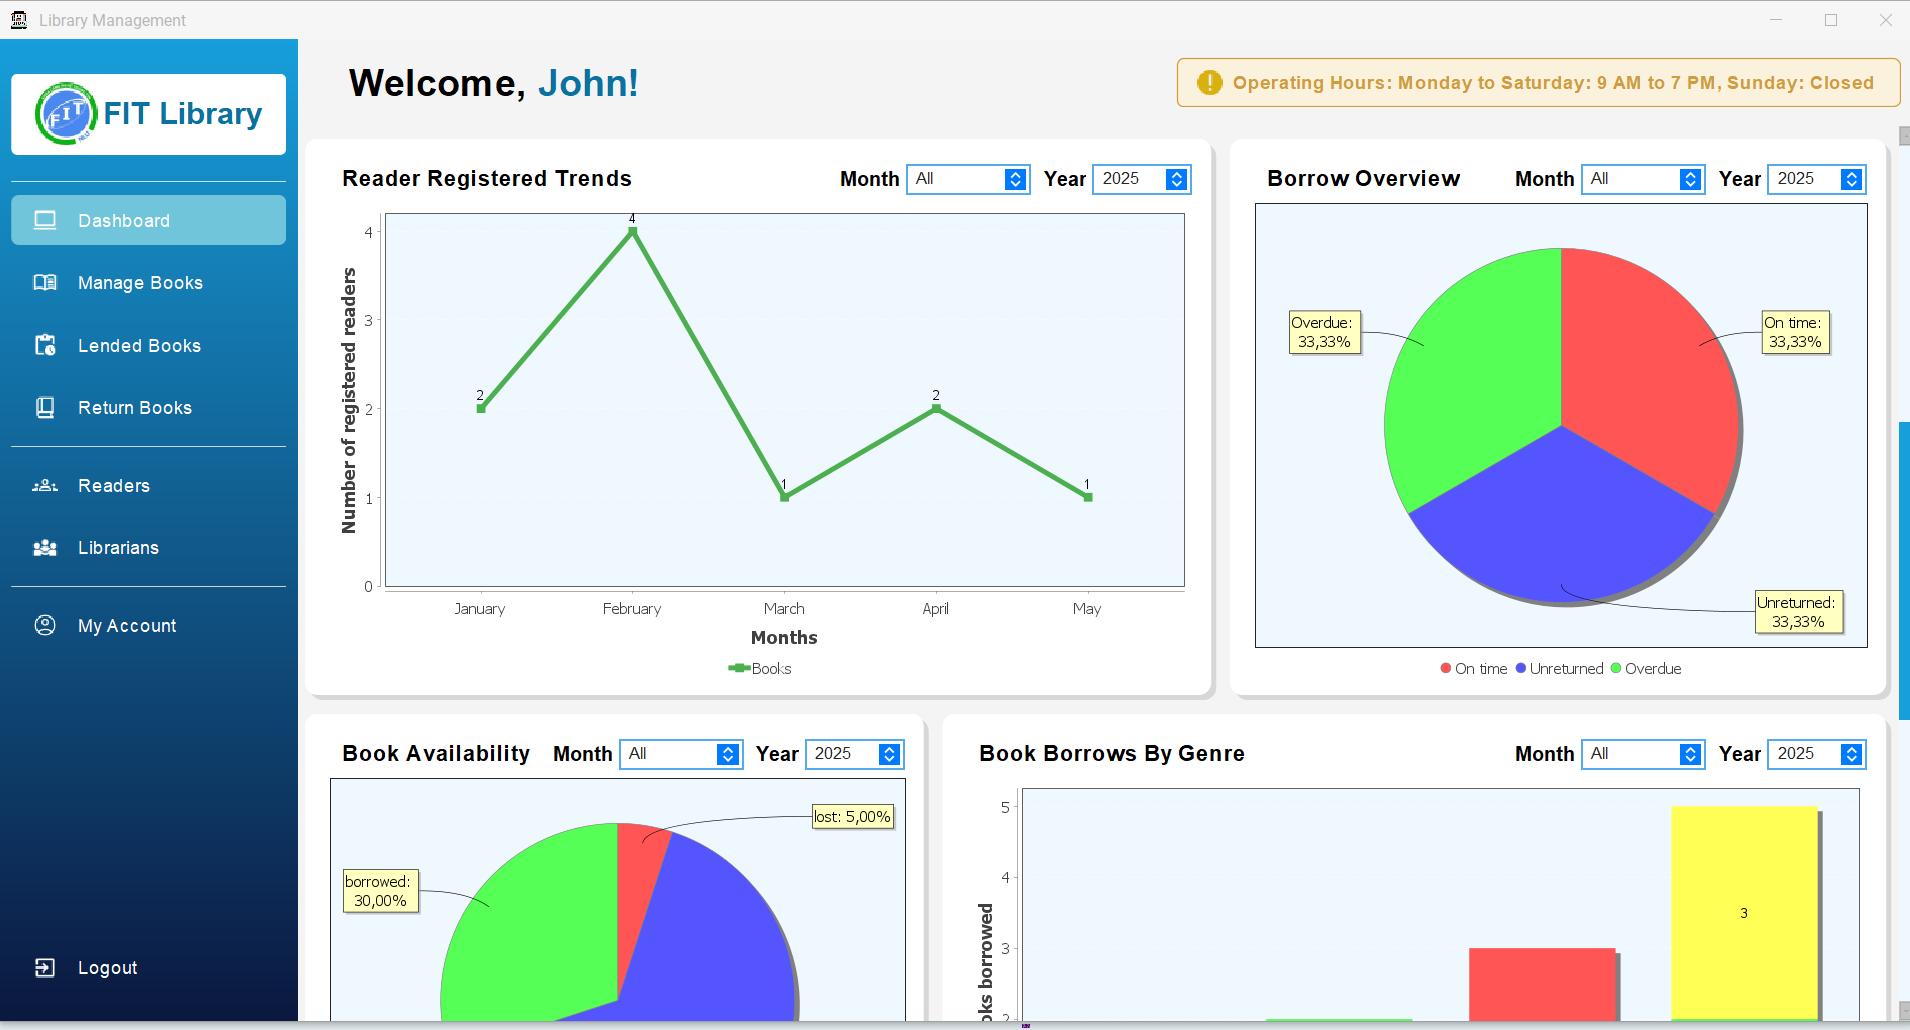 Library Management
FIT
NEXT
FIT Library
Dashboard
Manage Books
Lended Books
Return Books
Readers
Librarians
My Account
Logout
Welcome, John!
Operating Hours: Monday to Saturday: 9 AM to 7 PM, Sunday: Closed
Reader Registered Trends
Month All Year 2025
Number of registered readers
4
3
2
1
0
2
4
1
2
1
January February March April May
Months
Books
Borrow Overview
Month All Year 2025
Overdue:
33,33%
On time:
33,33%
Unreturned:
33,33%
On time Unreturned Overdue
Book Availability
Month All Year 2025
lost: 5,00%
borrowed:
30,00%
Book Borrows By Genre
Month All Year 2025
5
4
3
2
borrowed
3